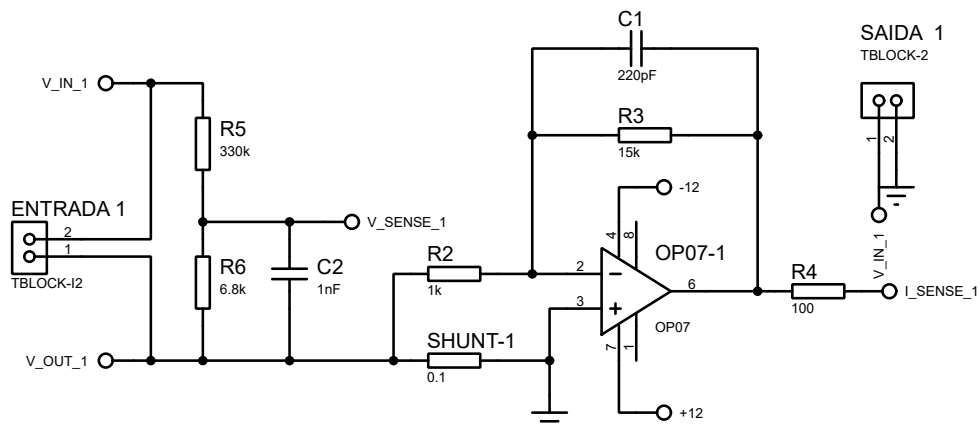 C1
220pF
SAIDA 1
TBLOCK-2
1
2
V_IN_1
V_IN_1
R5
330k
R3
15k
-12
ENTRADA 1
2
1
TBLOCK-I2
V_SENSE_1
R6
6.8k
C2
1nF
R2
1k
4
8
OP07-1
2
3
6
7
1
OP07
R4
100
I_SENSE_1
V_OUT_1
SHUNT-1
0.1
+12